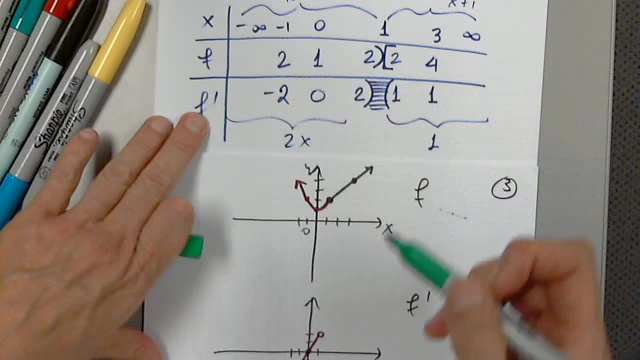 x+1
x -∞ -1 0 1 3 ∞
f 2 1 2)[2 4
f' -2 0 2) (1 1
2x 1
y
f ③
x
0
f'
Sharpie